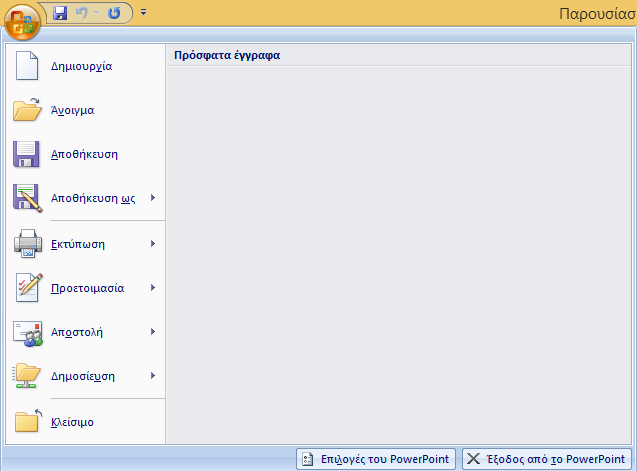 Παρουσίασ
Δημιουργία
Πρόσφατα έγγραφα
Άνοιγμα
Αποθήκευση
Αποθήκευση ως
Εκτύπωση
Προετοιμασία
Αποστολή
Δημοσίευση
Κλείσιμο
Επιλογές του PowerPoint
Έξοδος από το PowerPoint